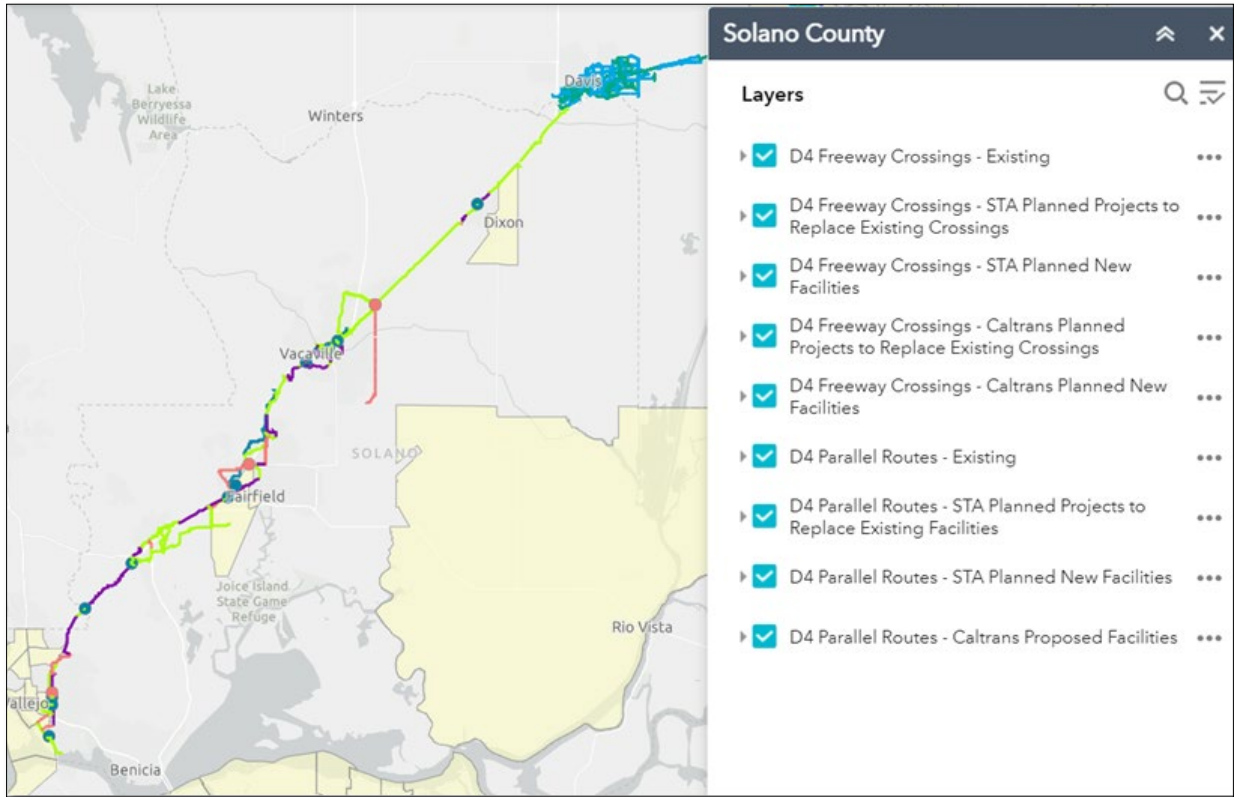 Lake
Berryessa
Wildlife
Area
Winters
Davis
Dixon
Vacaville
SOLANO
Fairfield
Joice Island
State Game
Refuge
Rio Vista
Vallejo
Benicia
Solano County
Layers
D4 Freeway Crossings - Existing
D4 Freeway Crossings - STA Planned Projects to
Replace Existing Crossings
D4 Freeway Crossings - STA Planned New
Facilities
D4 Freeway Crossings - Caltrans Planned
Projects to Replace Existing Crossings
D4 Freeway Crossings - Caltrans Planned New
Facilities
D4 Parallel Routes - Existing
D4 Parallel Routes - STA Planned Projects to
Replace Existing Facilities
D4 Parallel Routes - STA Planned New Facilities
D4 Parallel Routes - Caltrans Proposed Facilities